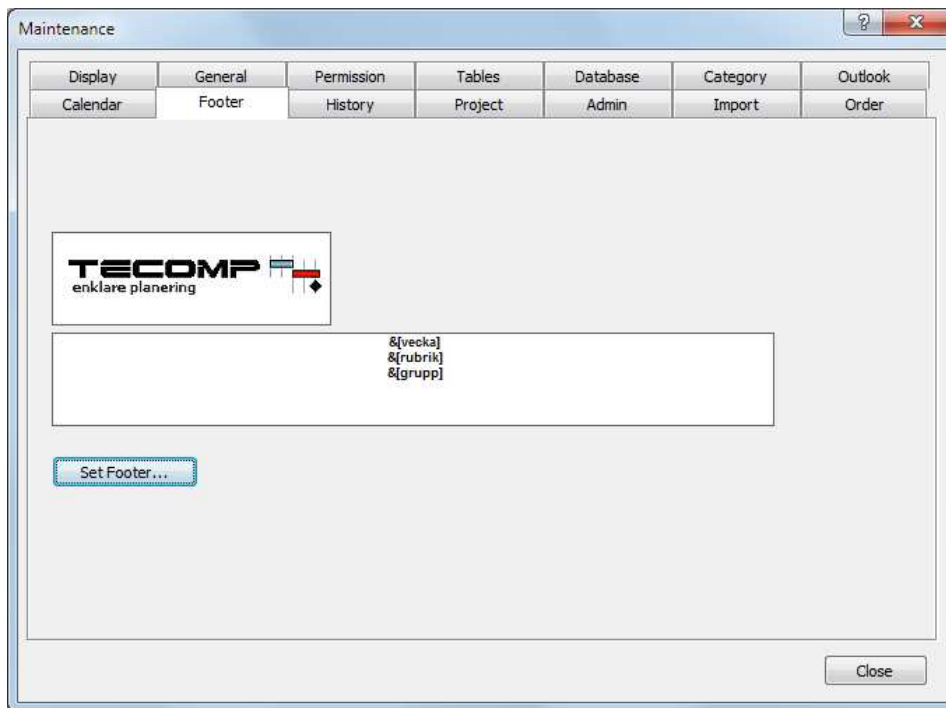 Maintenance
?
X
Display General Permission Tables Database Category Outlook
Calendar Footer History Project Admin Import Order
TECOMP
enklare planering
&[vecka]
&[rubrik]
&[grupp]
Set Footer...
Close